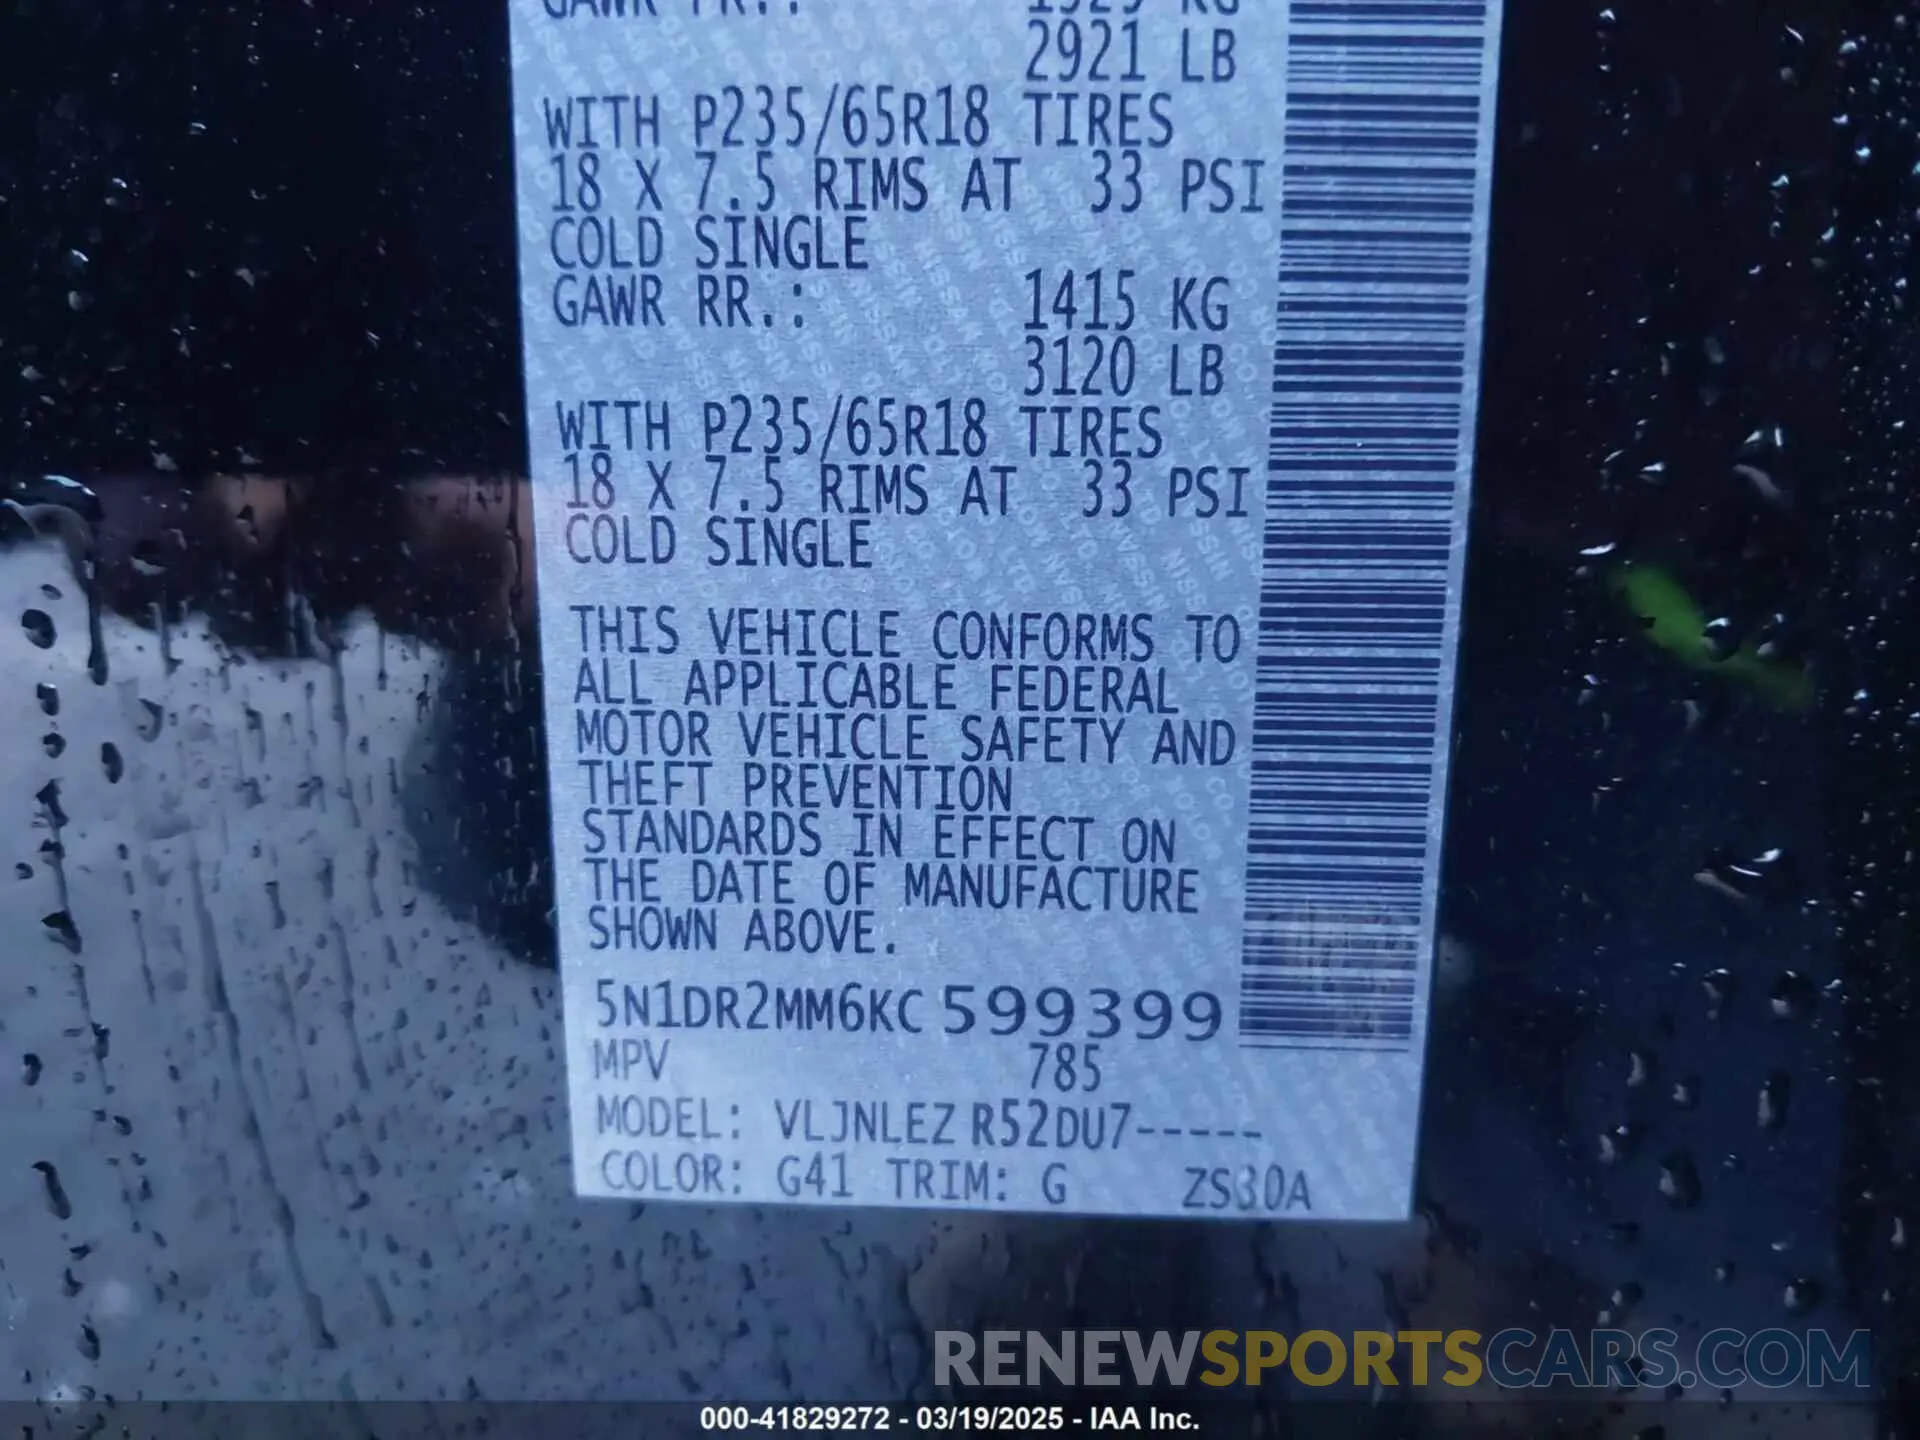 GAWR FR.: 1325 KG
2921 LB
WITH P235/65R18 TIRES
18 X 7.5 RIMS AT 33 PSI
COLD SINGLE
GAWR RR.: 1415 KG
3120 LB
WITH P235/65R18 TIRES
18 X 7.5 RIMS AT 33 PSI
COLD SINGLE
THIS VEHICLE CONFORMS TO
ALL APPLICABLE FEDERAL
MOTOR VEHICLE SAFETY AND
THEFT PREVENTION
STANDARDS IN EFFECT ON
THE DATE OF MANUFACTURE
SHOWN ABOVE.
5N1DR2MM6KC599399
MPV 785
MODEL: VLJNLEZ R52DU7-----
COLOR: G41 TRIM: G ZS30A
RENEWSPORTSCARS.COM
000-41829272 - 03/19/2025 - IAA Inc.